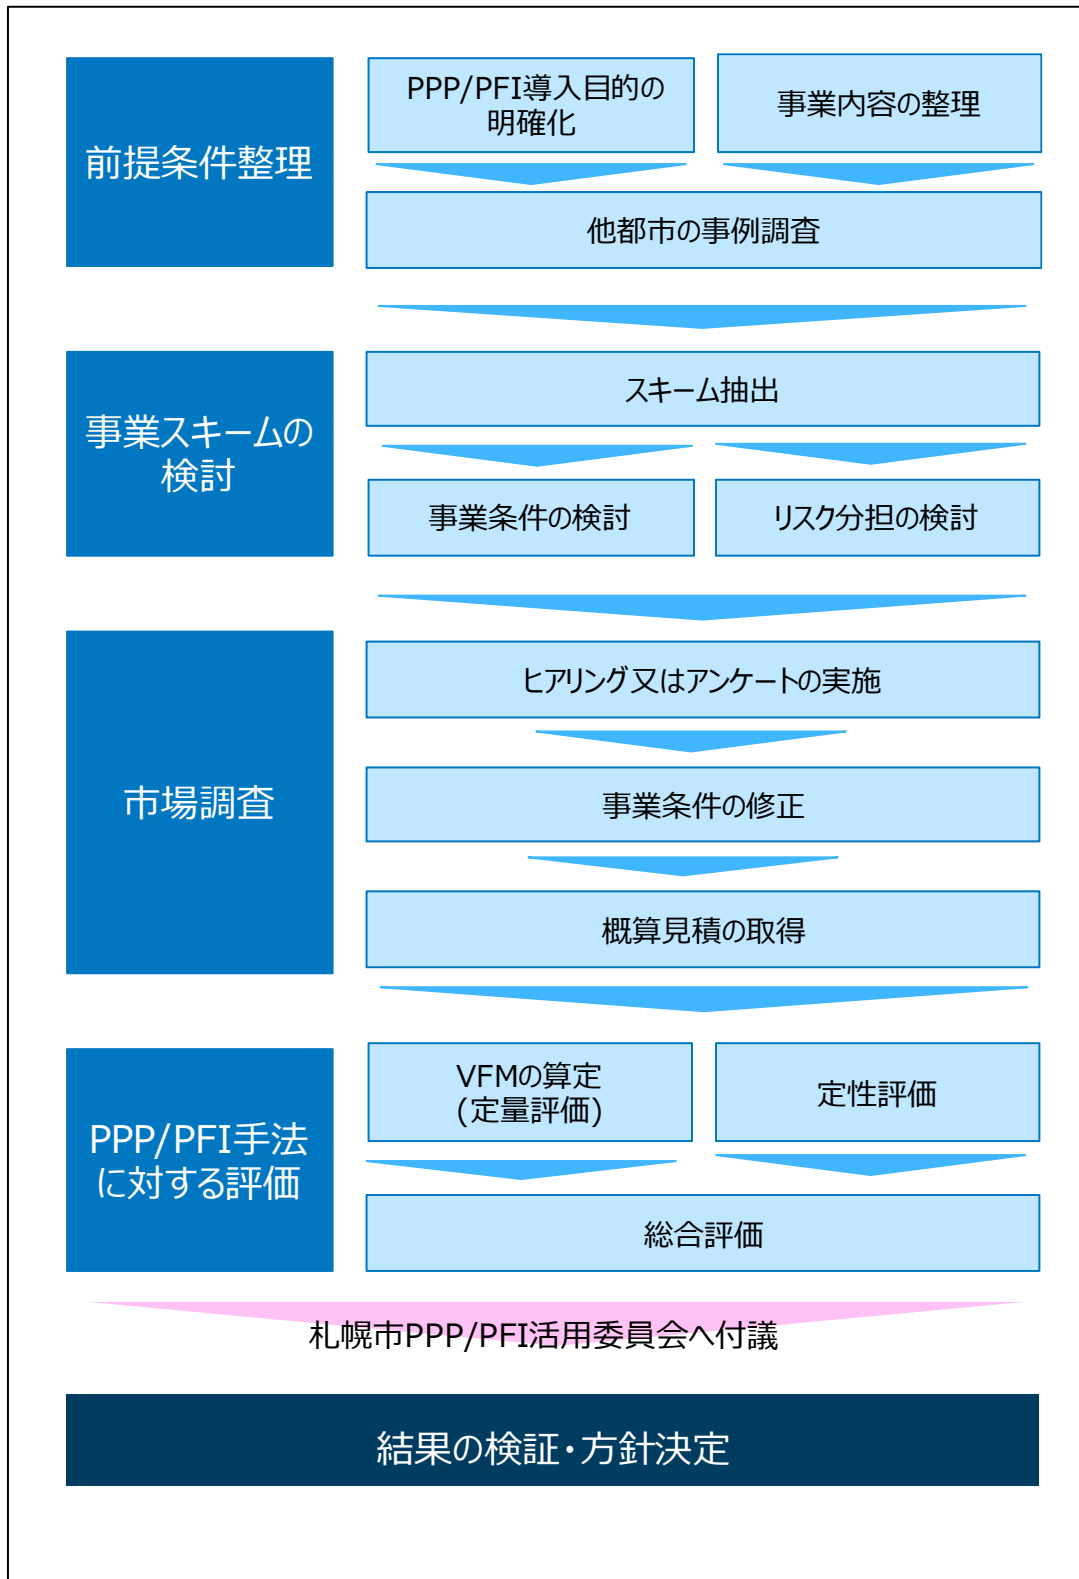 前提条件整理
PPP/PFI導入目的の
明確化
事業内容の整理
他都市の事例調査
事業スキームの
検討
スキーム抽出
事業条件の検討
リスク分担の検討
市場調査
ヒアリング又はアンケートの実施
事業条件の修正
概算見積の取得
PPP/PFI手法
に対する評価
VFMの算定
(定量評価)
定性評価
総合評価
札幌市PPP/PFI活用委員会へ付議
結果の検証・方針決定